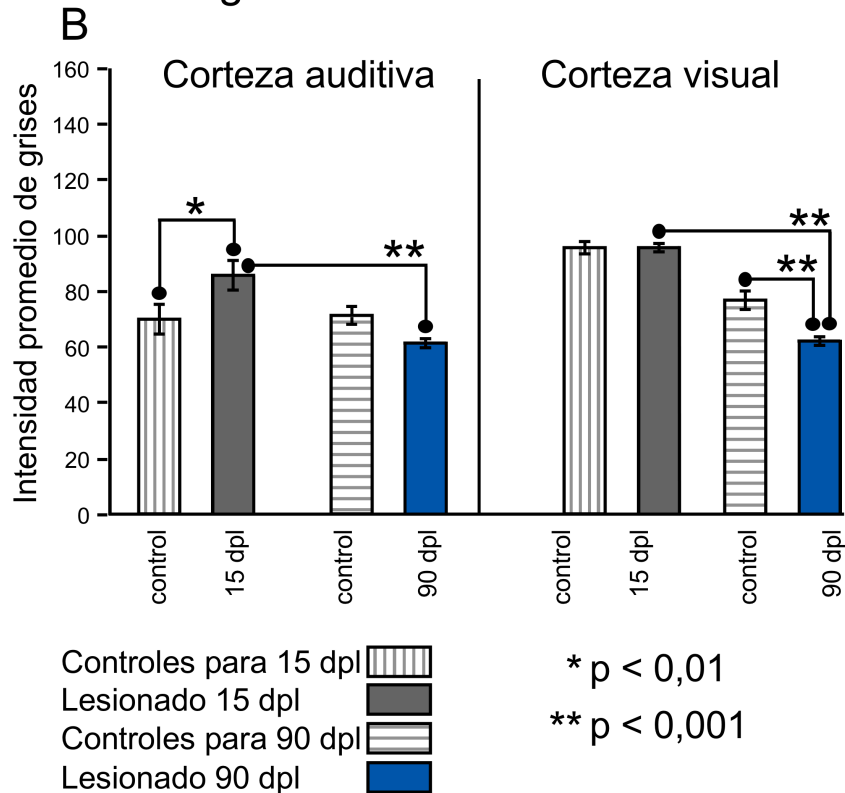 B
Corteza auditiva
Corteza visual
Intensidad promedio de grises
160
140
120
100
80
60
40
20
0
*
**
**
**
control
15 dpl
control
90 dpl
control
15 dpl
control
90 dpl
Controles para 15 dpl
Lesionado 15 dpl
Controles para 90 dpl
Lesionado 90 dpl
* p < 0,01
** p < 0,001